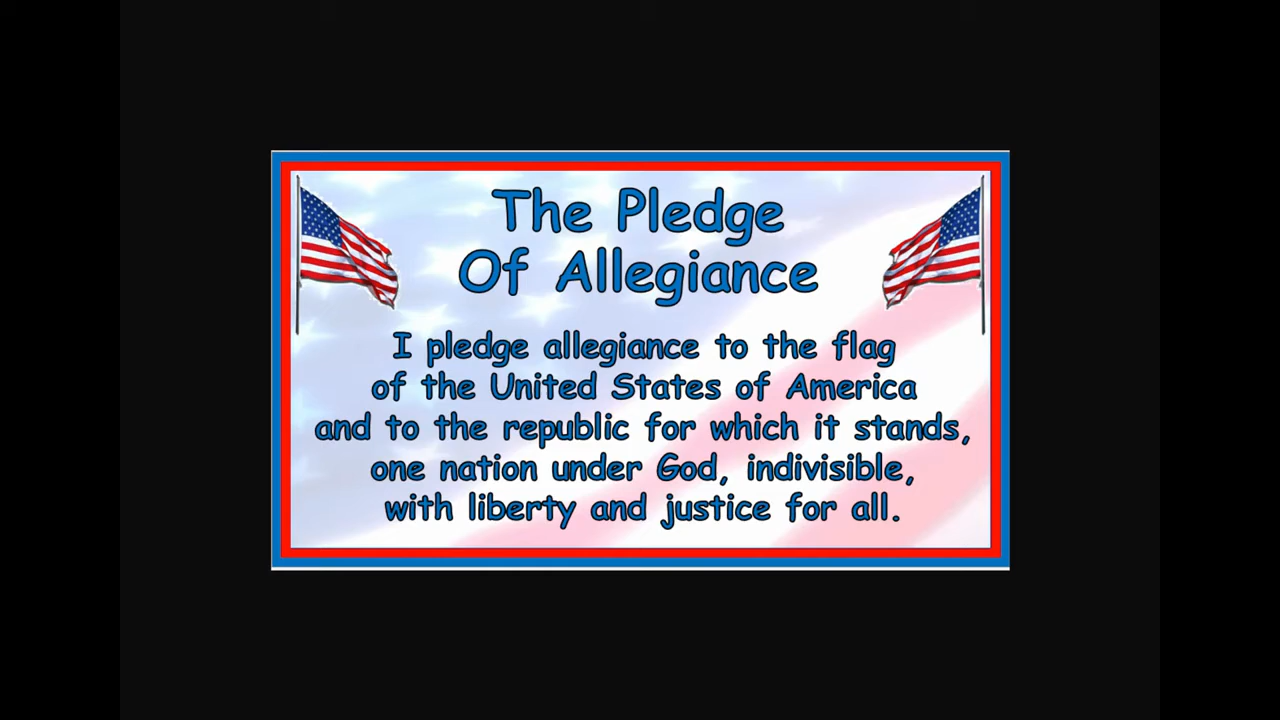 The Pledge
Of Allegiance
I pledge allegiance to the flag
of the United States of America
and to the republic for which it stands,
one nation under God, indivisible,
with liberty and justice for all.